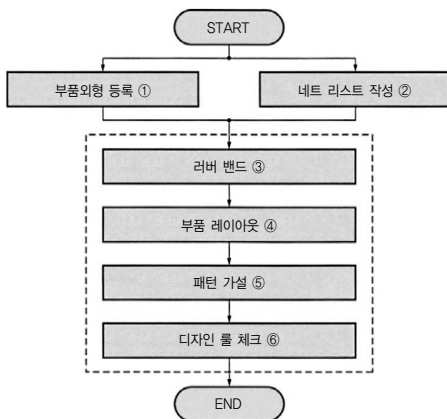 START
부품외형 등록 ①
네트 리스트 작성 ②
러버 밴드 ③
부품 레이아웃 ④
패턴 가설 ⑤
디자인 룰 체크 ⑥
END